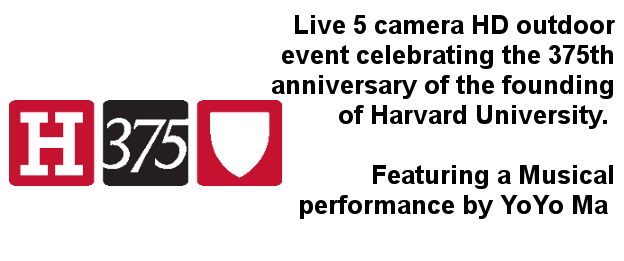 Live 5 camera HD outdoor
event celebrating the 375th
anniversary of the founding
of Harvard University.
H 375
Featuring a Musical
performance by YoYo Ma